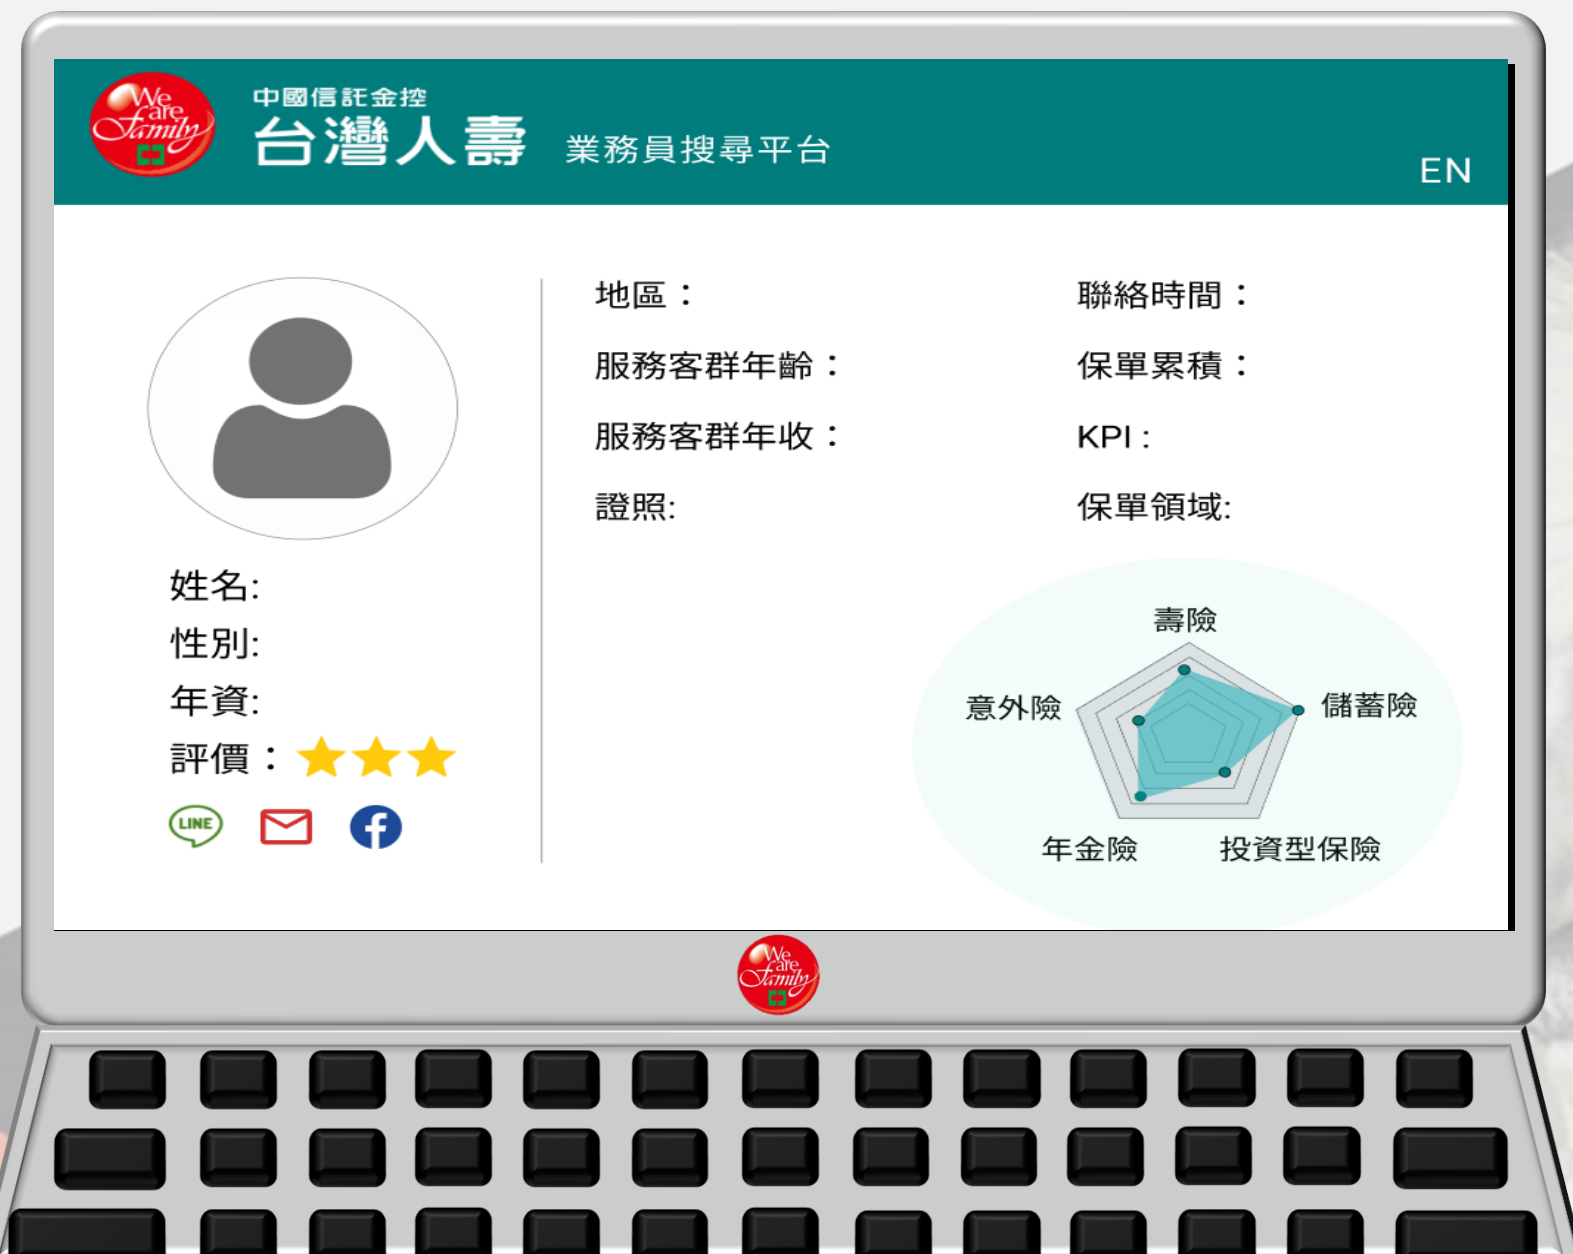 We are Family
中國信託金控
台灣人壽 業務員搜尋平台
EN
姓名:
性別:
年資:
評價：
LINE
地區：
服務客群年齡：
服務客群年收：
證照:
聯絡時間：
保單累積：
KPI :
保單領域:
壽險
意外險
儲蓄險
年金險
投資型保險
We are Family